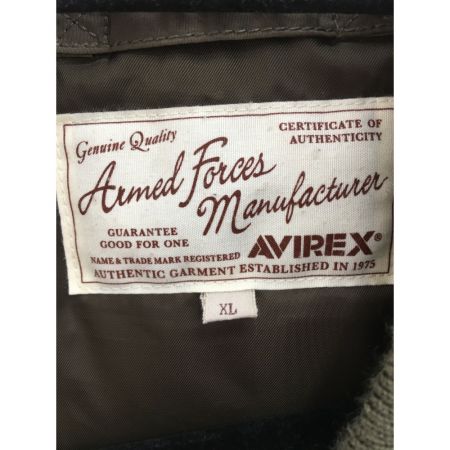 Genuine Quality
CERTIFICATE OF
AUTHENTICITY
Armed Forces
Manufacturer
GUARANTEE
GOOD FOR ONE
AVIREX®
NAME & TRADE MARK REGISTERED
AUTHENTIC GARMENT ESTABLISHED IN 1975
XL